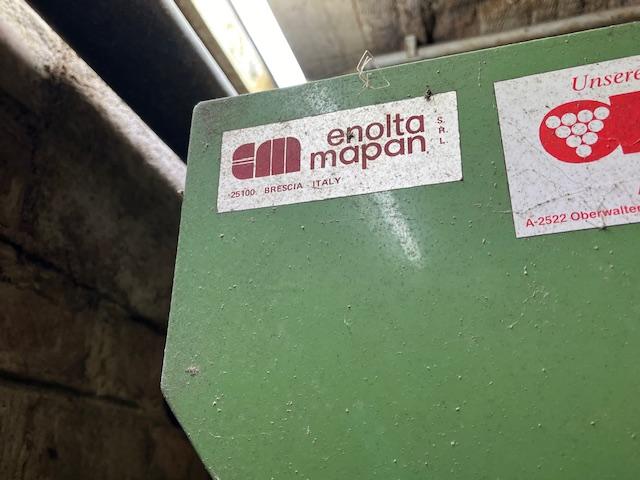 enolta
mapan
S.R.L.
25100 BRESCIA ITALY
Unsere
A-2522 Oberwalter